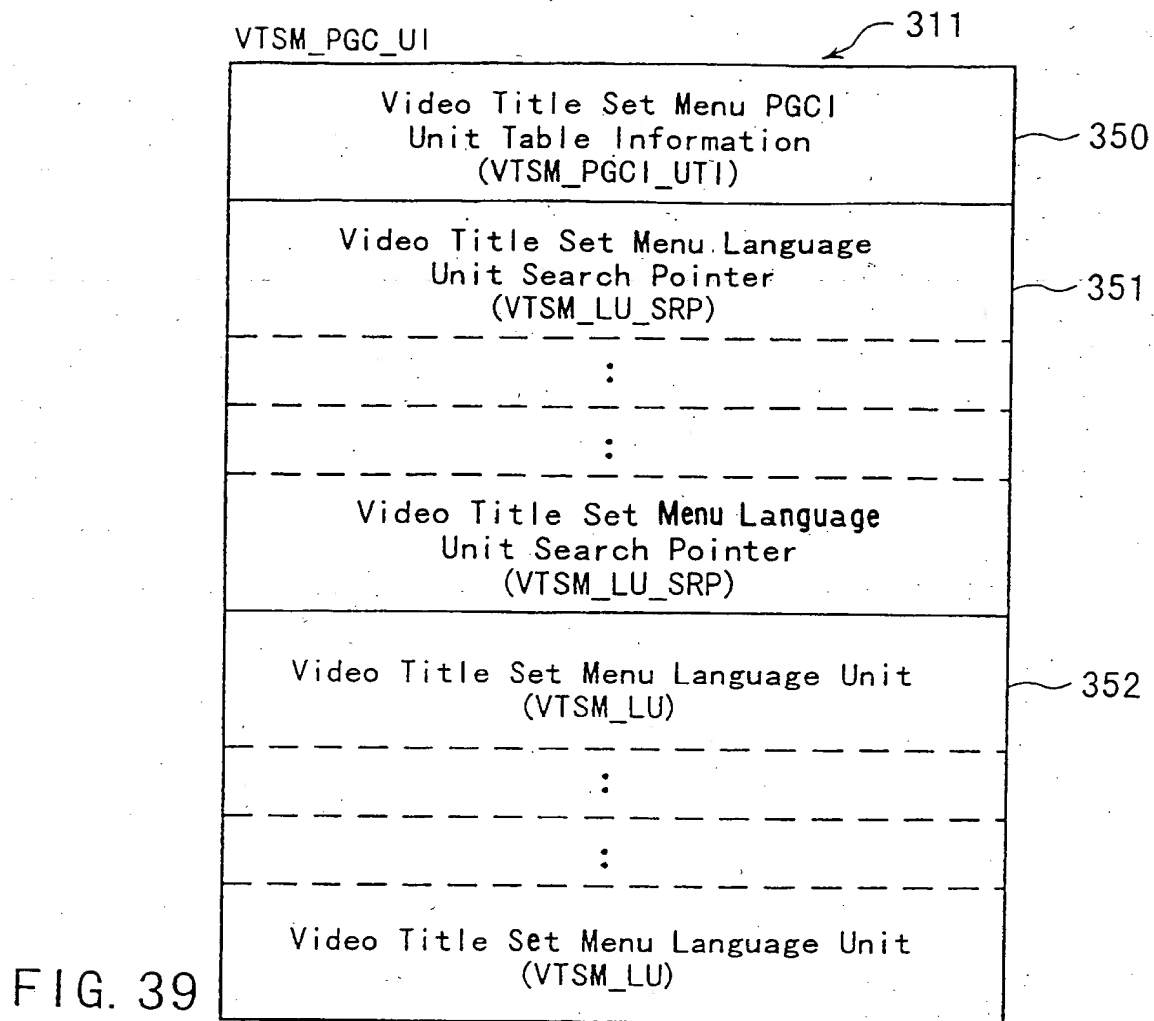 VTSM_PGC_UI
311
Video Title Set Menu PGCI
Unit Table Information
(VTSM_PGCI_UTI)
350
Video Title Set Menu Language
Unit Search Pointer
(VTSM_LU_SRP)
351
:
:
Video Title Set Menu Language
Unit Search Pointer
(VTSM_LU_SRP)
Video Title Set Menu Language Unit
(VTSM_LU)
352
:
:
Video Title Set Menu Language Unit
(VTSM_LU)
FIG. 39